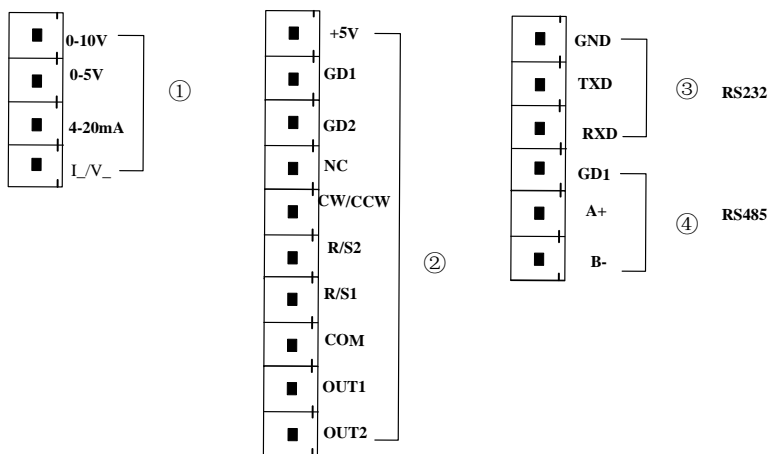 0-10V
0-5V
4-20mA
I_/V_
①
+5V
GD1
GD2
NC
CW/CCW
R/S2
R/S1
COM
OUT1
OUT2
②
GND
TXD
RXD
③
RS232
GD1
A+
B-
④
RS485